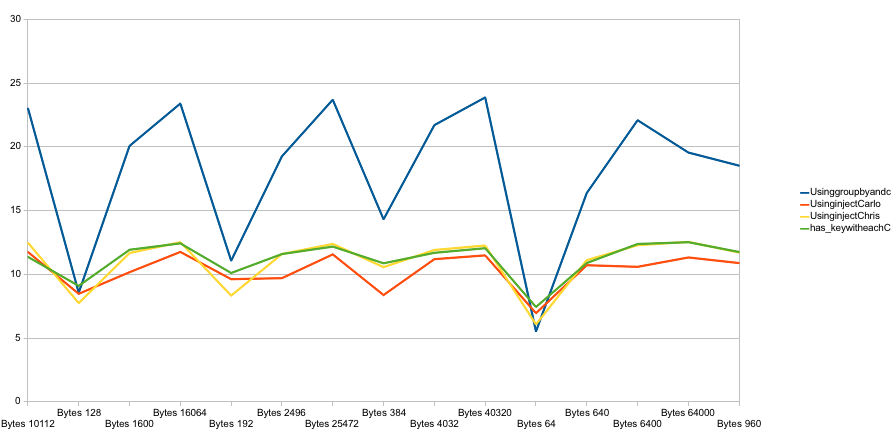 30
25
20
15
10
5
0
Usinggroupbyandc
UsinginjectCarlo
UsinginjectChris
has_keywitheachC
Bytes 128 Bytes 16064 Bytes 2496 Bytes 384 Bytes 40320 Bytes 640 Bytes 64000
Bytes 10112 Bytes 1600 Bytes 192 Bytes 25472 Bytes 4032 Bytes 64 Bytes 6400 Bytes 960